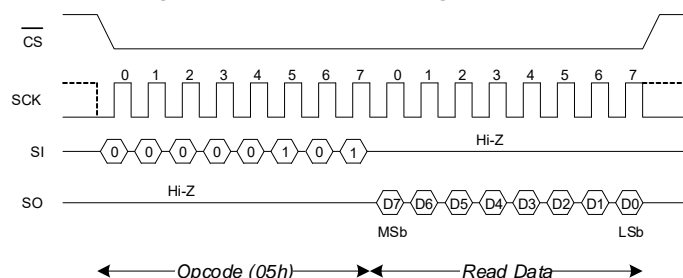 CS
0 1 2 3 4 5 6 7 0 1 2 3 4 5 6 7
SCK
SI 0 0 0 0 0 1 0 1 Hi-Z
SO Hi-Z D7 D6 D5 D4 D3 D2 D1 D0
MSb LSb
Opcode (05h) Read Data